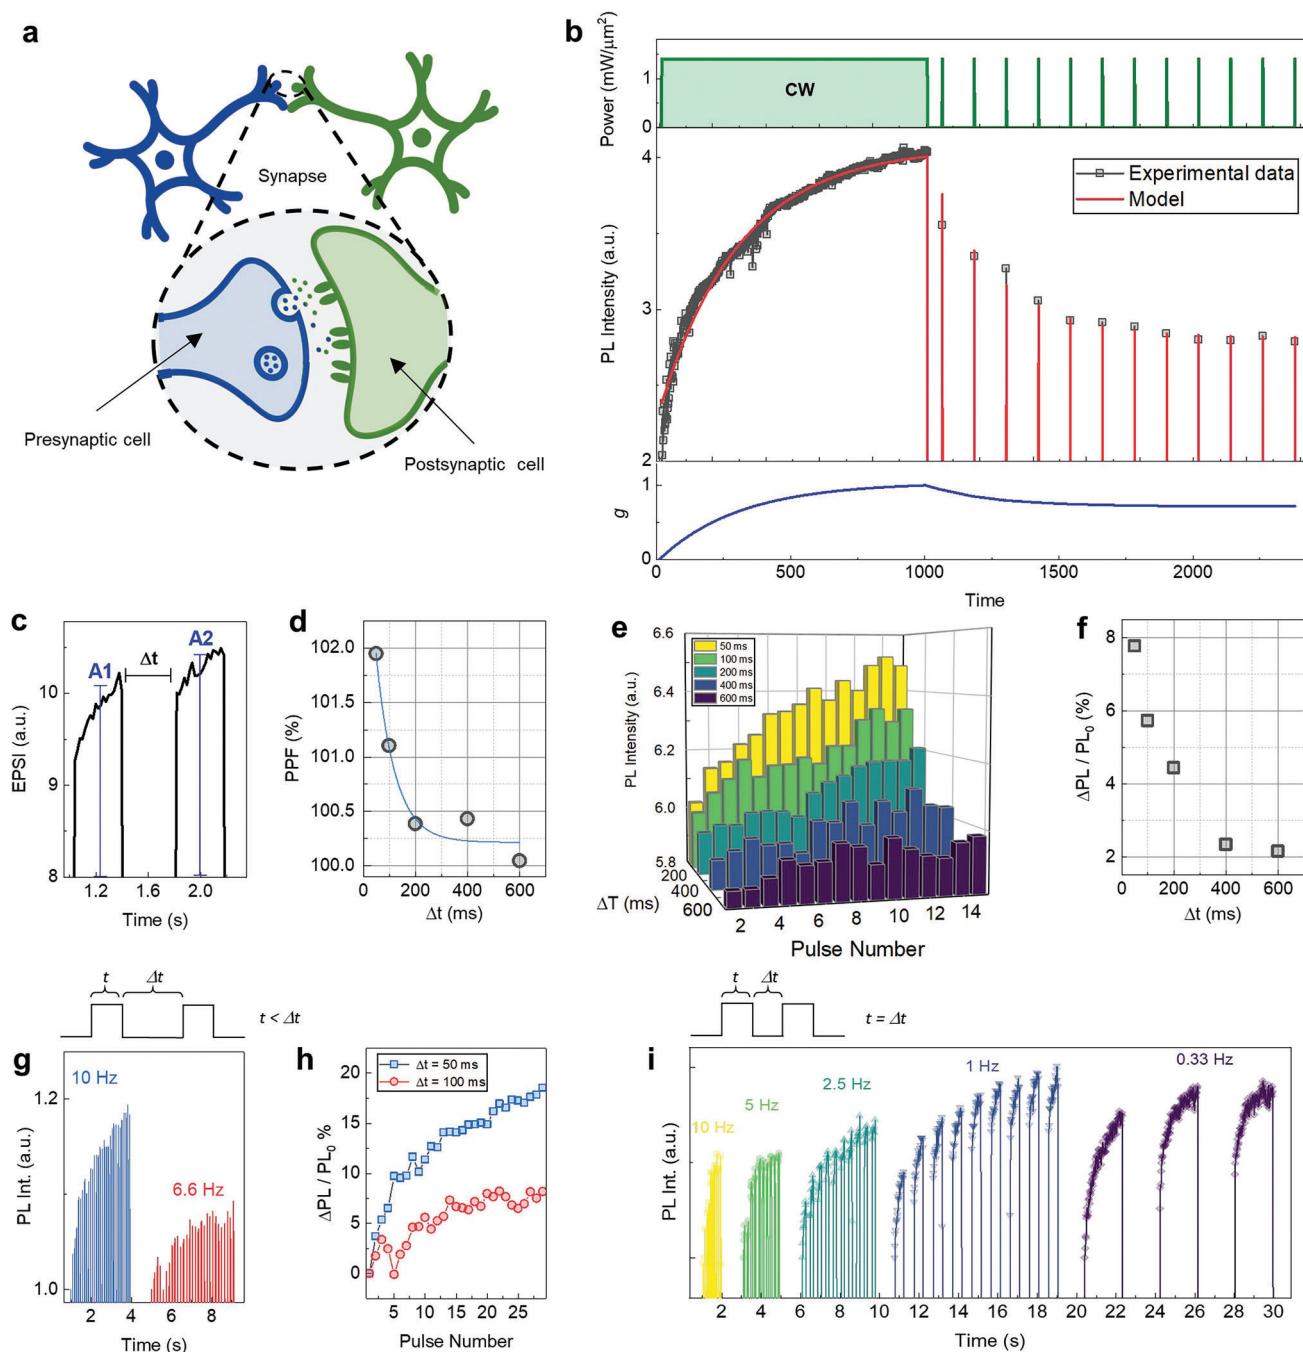 a
Synapse
Presynaptic cell
Postsynaptic cell
b
Power (mW/μm²)
1
0
CW
PL Intensity (a.u.)
4
3
2
Experimental data
Model
g
1
0
0
500
1000
1500
2000
Time
c
EPSI (a.u.)
10
9
8
A1
Δt
A2
1.2
1.6
2.0
Time (s)
d
PPF (%)
102.0
101.5
101.0
100.5
100.0
0
200
400
600
Δt (ms)
e
PL Intensity (a.u.)
6.6
6.4
6.2
6.0
5.8
50 ms
100 ms
200 ms
400 ms
600 ms
200
400
600
ΔT (ms)
2
4
6
8
10
12
14
Pulse Number
f
ΔPL / PL₀ (%)
8
6
4
2
0
200
400
600
Δt (ms)
t
Δt
t < Δt
g
PL Int. (a.u.)
1.2
1.0
10 Hz
6.6 Hz
2
4
6
8
Time (s)
h
ΔPL / PL₀ %
20
15
10
5
0
Δt = 50 ms
Δt = 100 ms
5
10
15
20
25
Pulse Number
t
Δt
t = Δt
i
PL Int. (a.u.)
10 Hz
5 Hz
2.5 Hz
1 Hz
0.33 Hz
2
4
6
8
10
12
14
16
18
20
22
24
26
28
30
Time (s)